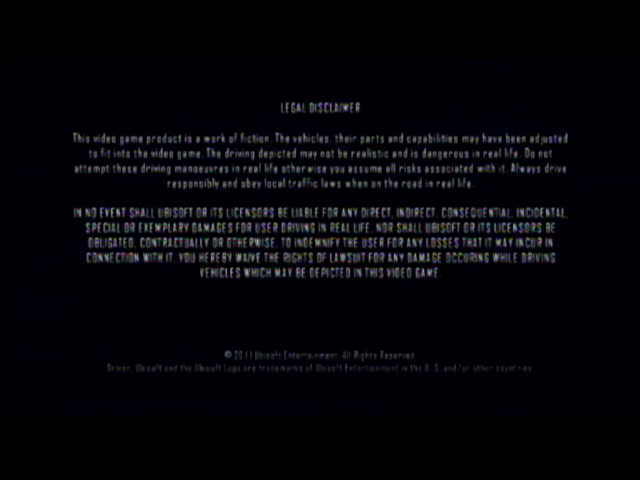 LEGAL DISCLAIMER
This video game product is a work of fiction. The vehicles, their parts and capabilities may have been adjusted
to fit into the video game. The driving depicted may not be realistic and is dangerous in real life. Do not
attempt these driving manoeuvres in real life otherwise you assume all risks associated with it. Always drive
responsibly and obey local traffic laws when on the road in real life.
IN NO EVENT SHALL UBISOFT OR ITS LICENSORS BE LIABLE FOR ANY DIRECT, INDIRECT, CONSEQUENTIAL, INCIDENTAL,
SPECIAL OR EXEMPLARY DAMAGES FOR USER DRIVING IN REAL LIFE. NOR SHALL UBISOFT OR ITS LICENSORS BE
OBLIGATED, CONTRACTUALLY OR OTHERWISE, TO INDEMNIFY THE USER FOR ANY LOSSES THAT IT MAY INCUR IN
CONNECTION WITH IT. YOU HEREBY WAIVE THE RIGHTS OF LAWSUIT FOR ANY DAMAGE OCCURING WHILE DRIVING
VEHICLES WHICH MAY BE DEPICTED IN THIS VIDEO GAME.
© 2011 Ubisoft Entertainment. All Rights Reserved.
Driver, Ubisoft and the Ubisoft Logo are trademarks of Ubisoft Entertainment in the U.S. and/or other countries.